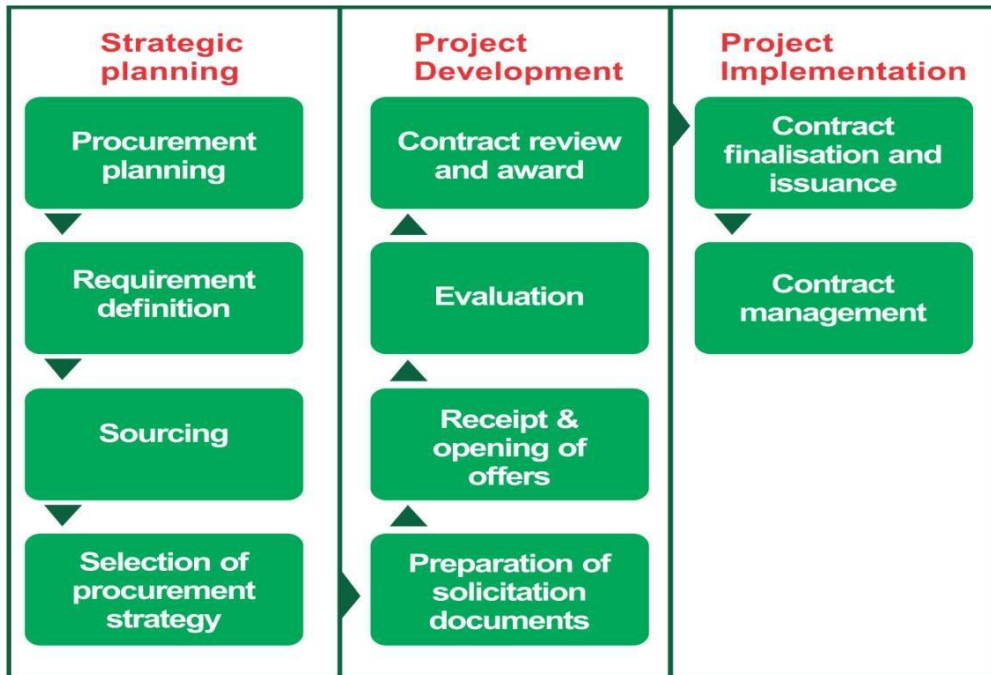 Strategic
planning
Procurement
planning
Requirement
definition
Sourcing
Selection of
procurement
strategy
Project
Development
Contract review
and award
Evaluation
Receipt &
opening of
offers
Preparation of
solicitation
documents
Project
Implementation
Contract
finalisation and
issuance
Contract
management